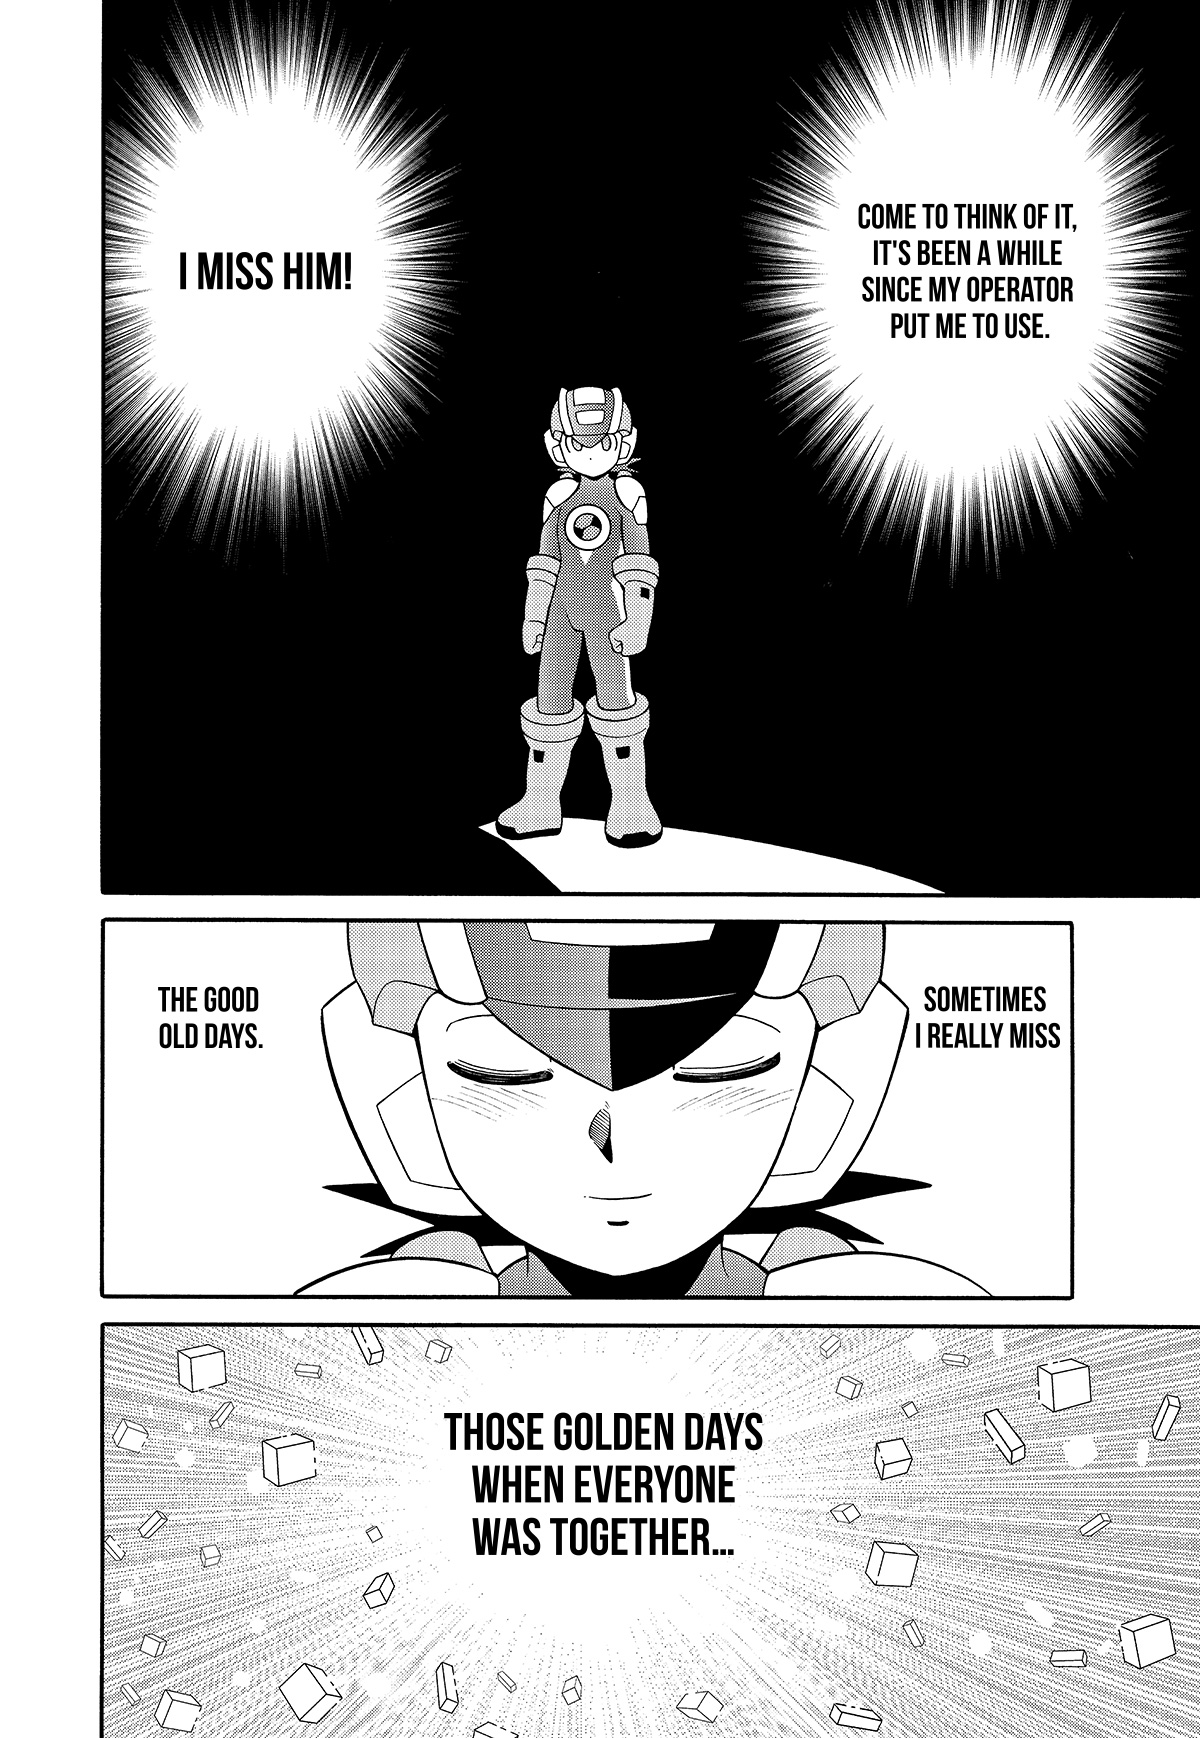 COME TO THINK OF IT,
IT'S BEEN A WHILE
SINCE MY OPERATOR
PUT ME TO USE.
I MISS HIM!
SOMETIMES
I REALLY MISS
THE GOOD
OLD DAYS.
THOSE GOLDEN DAYS
WHEN EVERYONE
WAS TOGETHER...